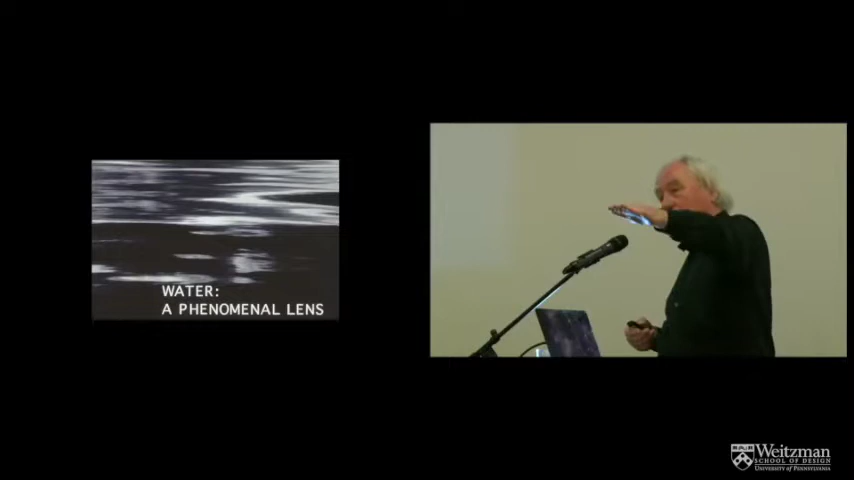 WATER:
A PHENOMENAL LENS
Weitzman
SCHOOL OF DESIGN
UNIVERSITY of PENNSYLVANIA